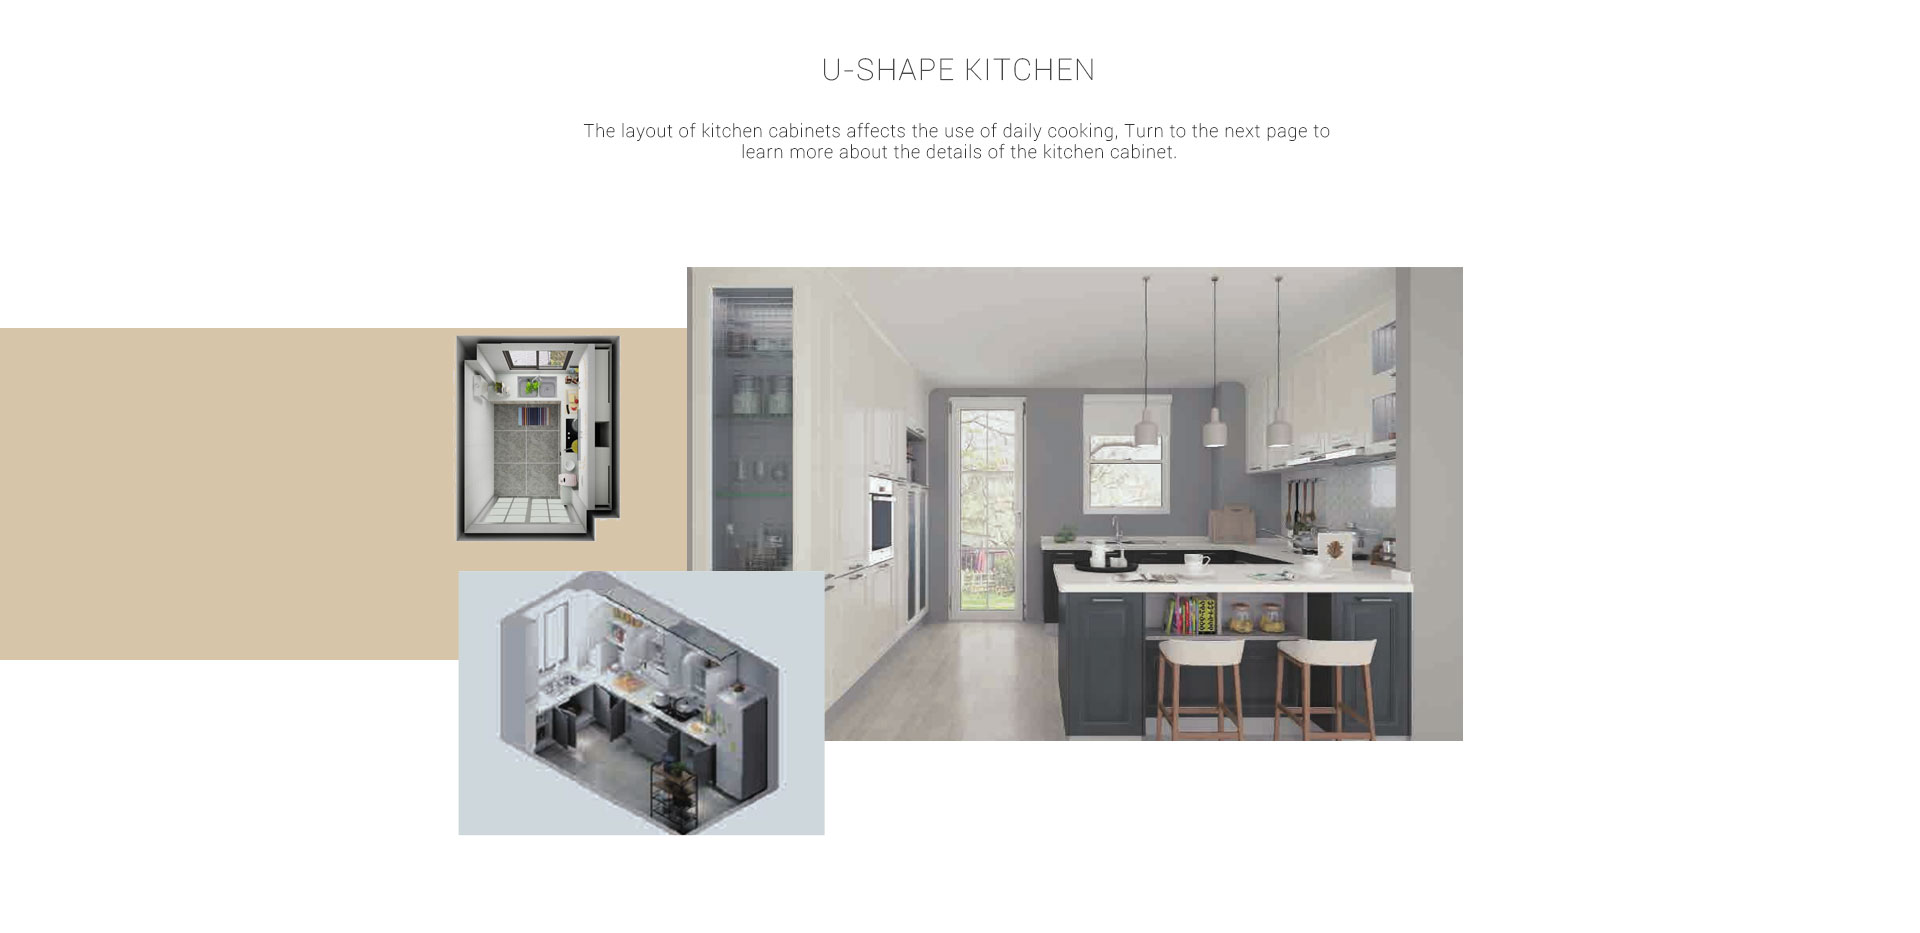 U-SHAPE KITCHEN
The layout of kitchen cabinets affects the use of daily cooking, Turn to the next page to
learn more about the details of the kitchen cabinet.